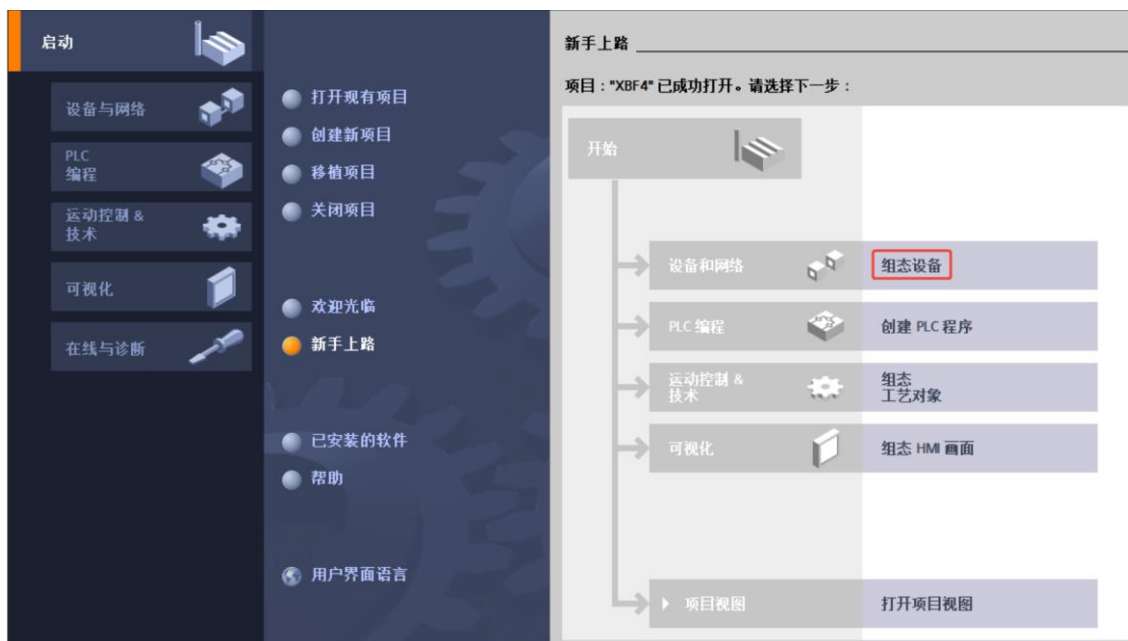 启动
设备与网络
PLC
编程
运动控制 &
技术
可视化
在线与诊断
打开现有项目
创建新项目
移植项目
关闭项目
欢迎光临
新手上路
已安装的软件
帮助
用户界面语言
新手上路
项目："XBF4" 已成功打开。请选择下一步：
开始
设备和网络
组态设备
PLC 编程
创建 PLC 程序
运动控制 &
技术
组态
工艺对象
可视化
组态 HMI 画面
项目视图
打开项目视图